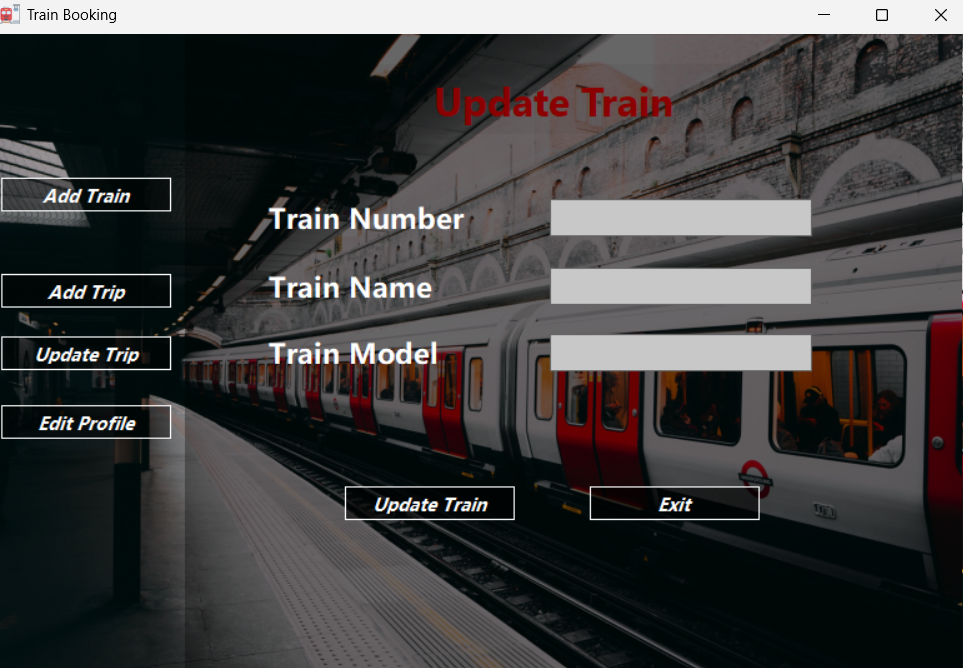 Train Booking
Update Train
Add Train
Train Number
Train Name
Add Trip
Train Model
Update Trip
Edit Profile
Update Train
Exit